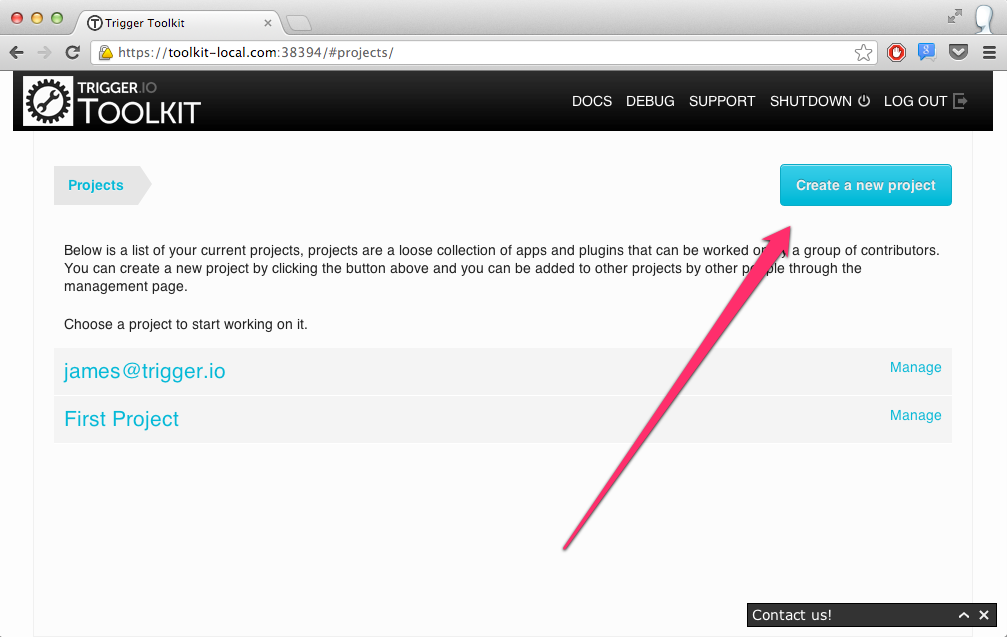 Trigger Toolkit
https://toolkit-local.com:38394/#projects/
TRIGGER.IO
TOOLKIT
DOCS DEBUG SUPPORT SHUTDOWN LOG OUT
Projects
Create a new project
Below is a list of your current projects, projects are a loose collection of apps and plugins that can be worked on by a group of contributors.
You can create a new project by clicking the button above and you can be added to other projects by other people through the
management page.
Choose a project to start working on it.
james@trigger.io Manage
First Project Manage
Contact us!